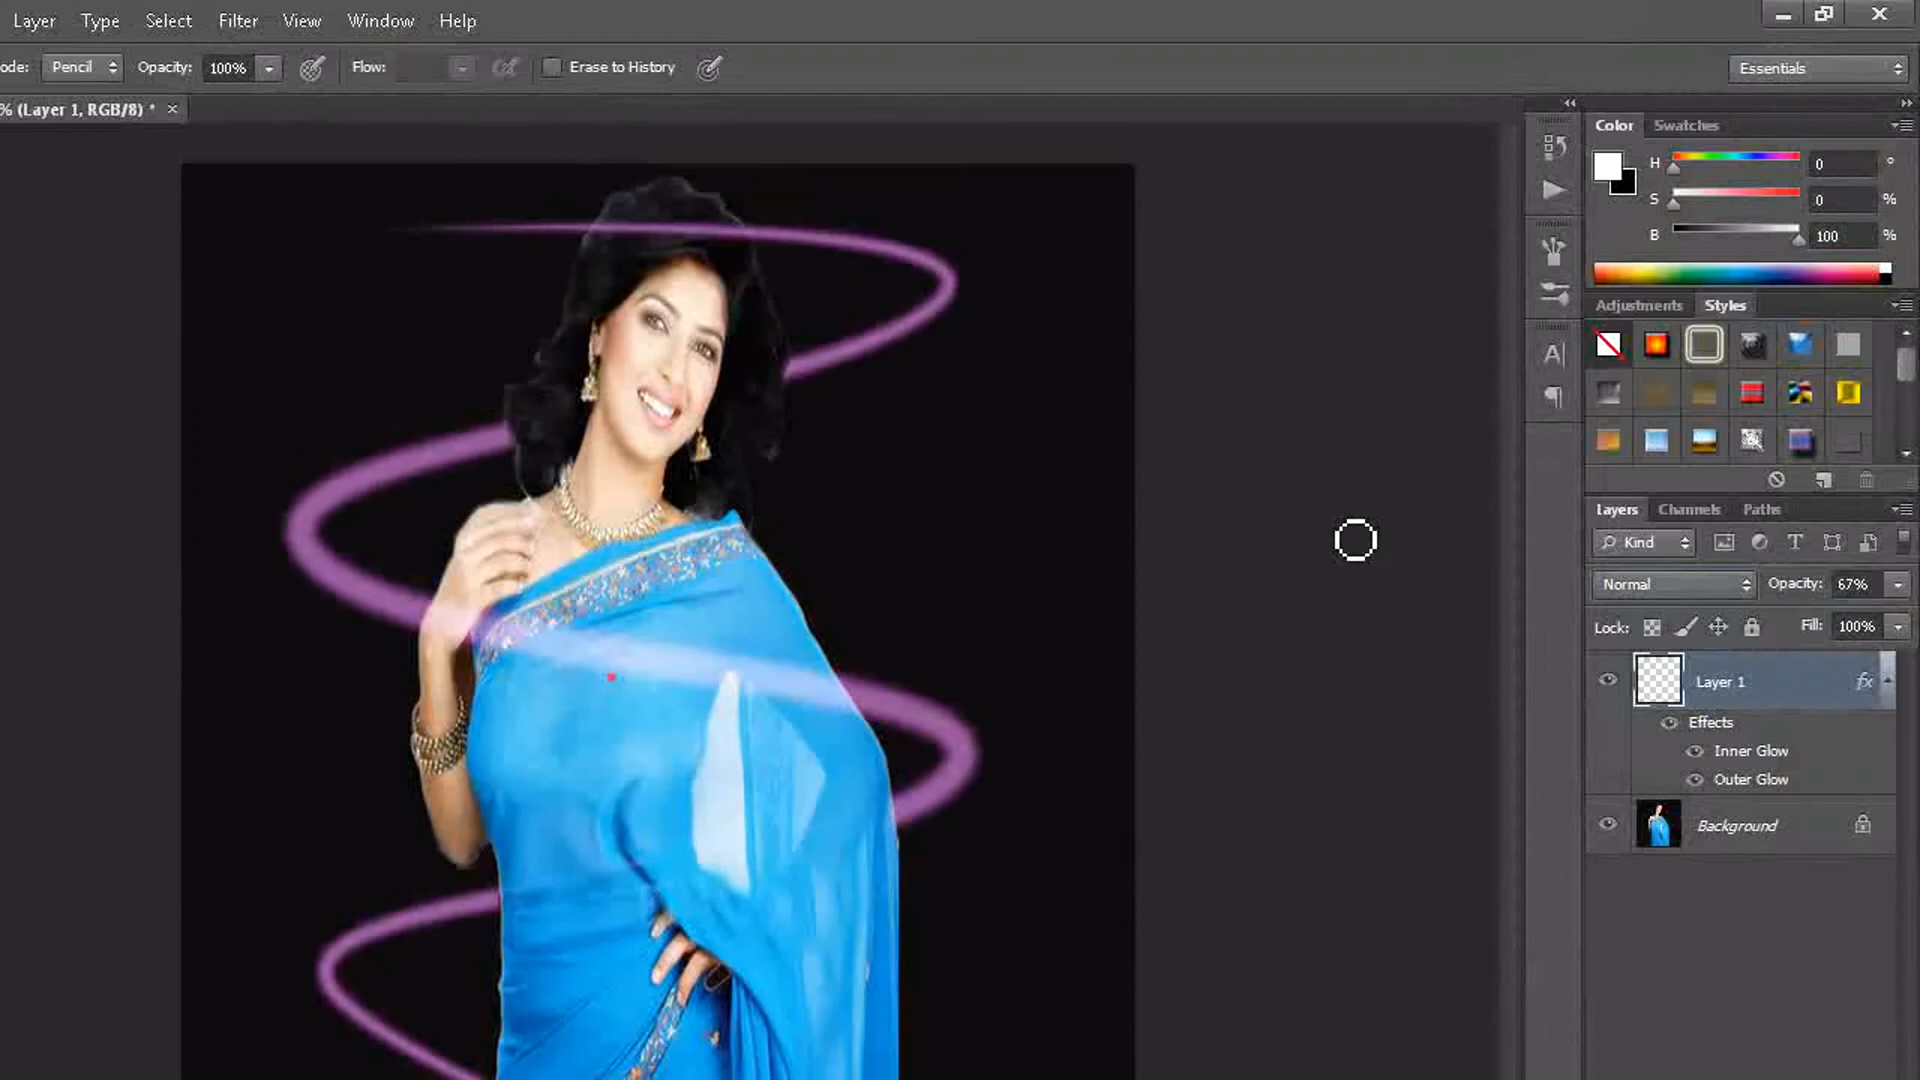 Layer Type Select Filter View Window Help
ode: Pencil Opacity: 100% Flow: Erase to History Essentials
% (Layer 1, RGB/8) * ×
Color Swatches
H 0 °
S 0 %
B 100 %
Adjustments Styles
Layers Channels Paths
Kind
Normal Opacity: 67%
Lock: Fill: 100%
Layer 1 fx
Effects
Inner Glow
Outer Glow
Background